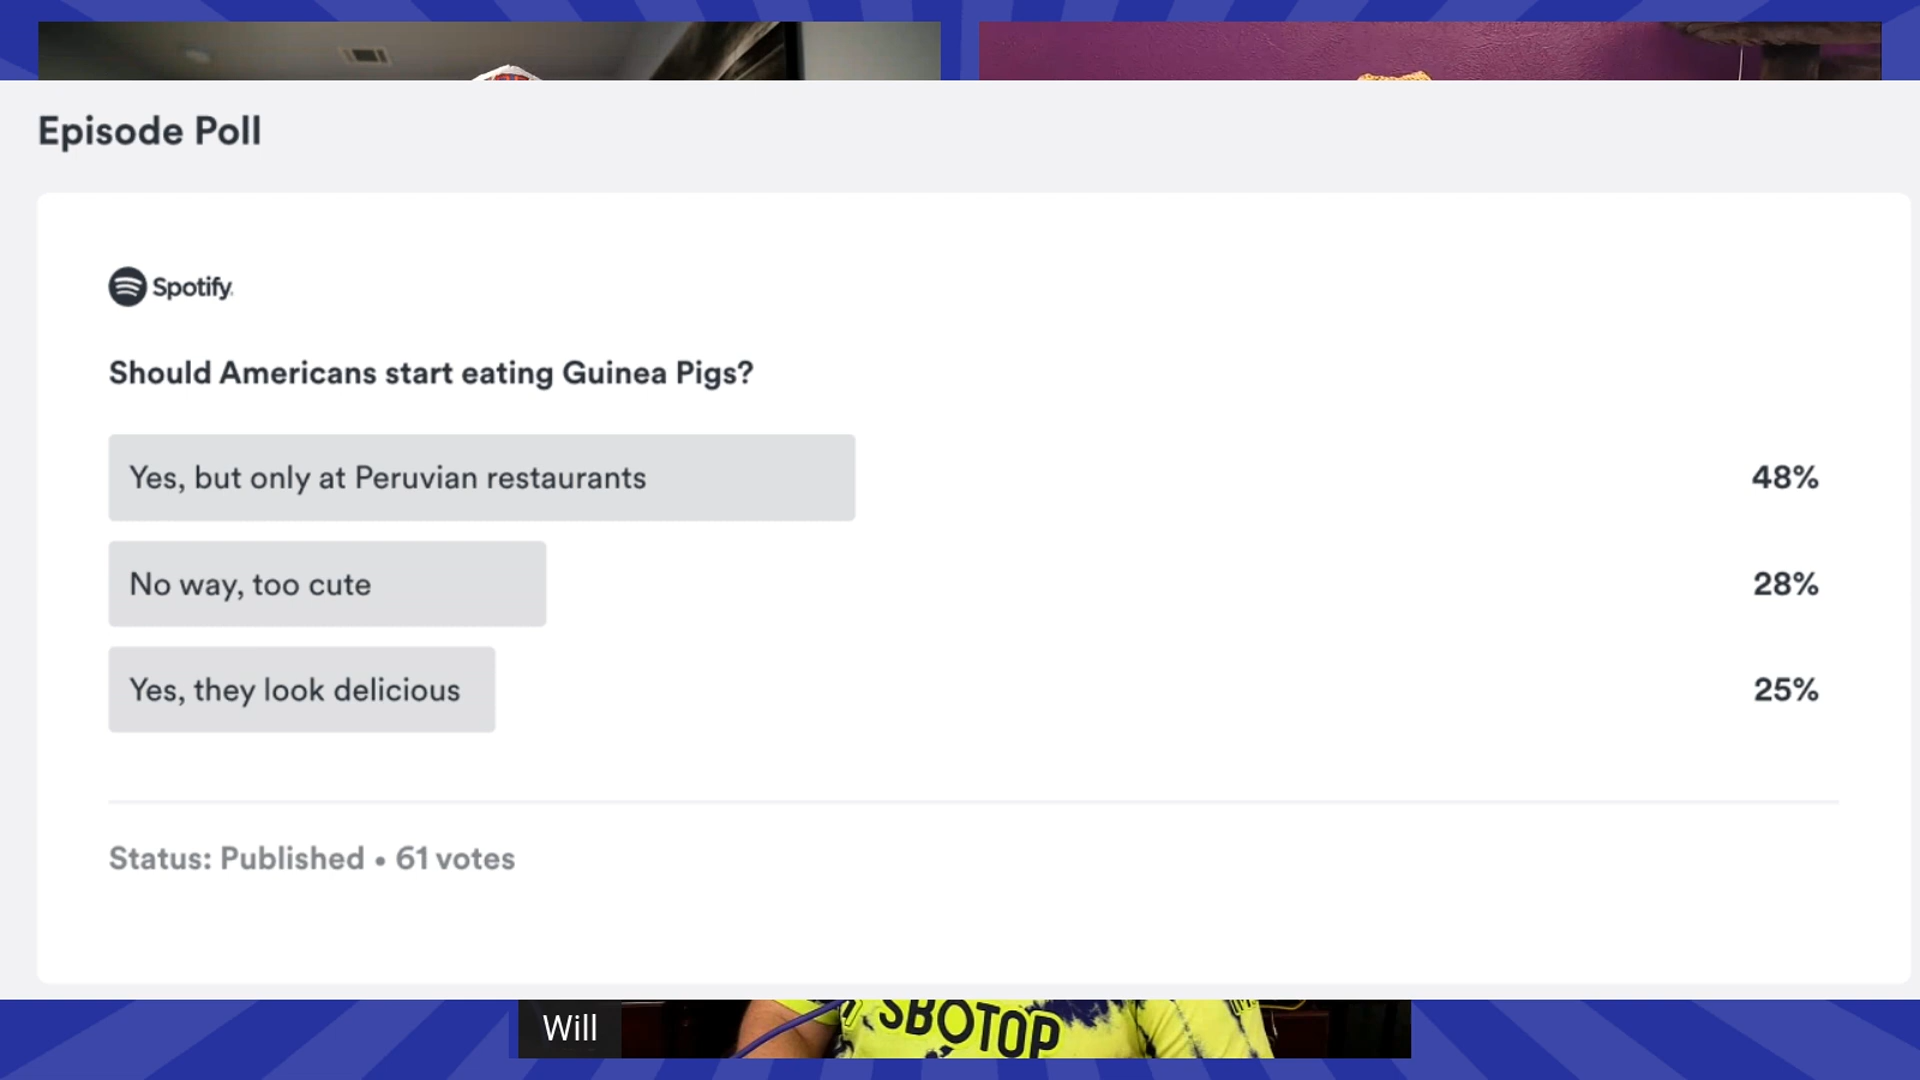 Episode Poll
Spotify
Should Americans start eating Guinea Pigs?
Yes, but only at Peruvian restaurants
48%
No way, too cute
28%
Yes, they look delicious
25%
Status: Published • 61 votes
Will
SBOTOP